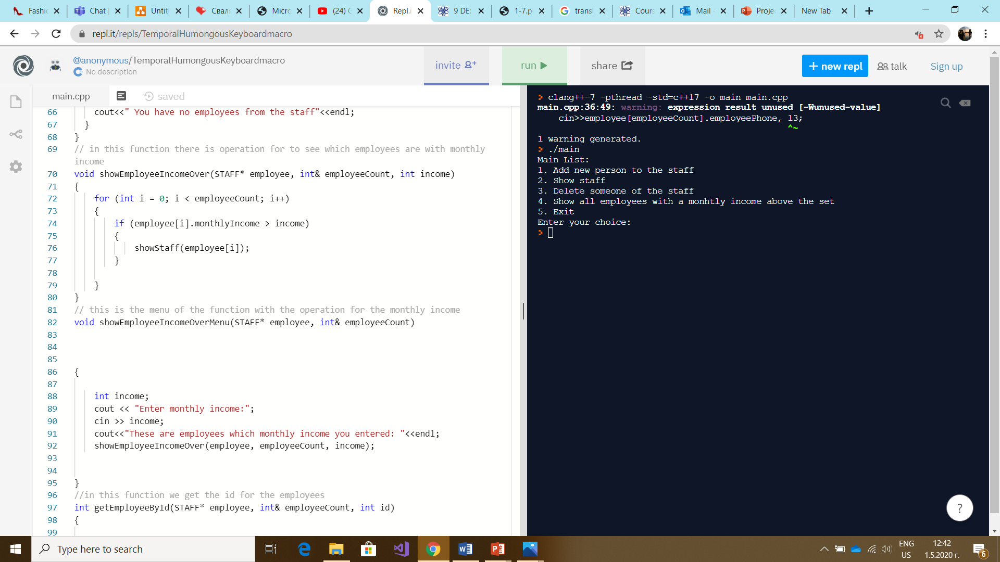 Fashic
Chat
Untitl
Свал
Micro
(24) G
Repl.i
9 DE:
1-7.p
transl
Cours
Mail -
Projec
New Tab
repl.it/repls/TemporalHumongousKeyboardmacro
@anonymous/TemporalHumongousKeyboardmacro
No description
invite
run
share
+ new repl
talk
Sign up
main.cpp
saved
66 cout<<" You have no employees from the staff"<<endl;
67 }
68 }
69 // in this function there is operation for to see which employees are with monthly
income
70 void showEmployeeIncomeOver(STAFF* employee, int& employeeCount, int income)
71 {
72 for (int i = 0; i < employeeCount; i++)
73 {
74 if (employee[i].monthlyIncome > income)
75 {
76 showStaff(employee[i]);
77 }
78
79 }
80 }
81 // this is the menu of the function with the operation for the monthly income
82 void showEmployeeIncomeOverMenu(STAFF* employee, int& employeeCount)
83
84
85
86 {
87
88 int income;
89 cout << "Enter monthly income:";
90 cin >> income;
91 cout<<"These are employees which monthly income you entered: "<<endl;
92 showEmployeeIncomeOver(employee, employeeCount, income);
93
94
95 }
96 //in this function we get the id for the employees
97 int getEmployeeById(STAFF* employee, int& employeeCount, int id)
98 {
99
> clang++-7 -pthread -std=c++17 -o main main.cpp
main.cpp:36:49: warning: expression result unused [-Wunused-value]
cin>>employee[employeeCount].employeePhone, 13;
^~
1 warning generated.
> ./main
Main List:
1. Add new person to the staff
2. Show staff
3. Delete someone of the staff
4. Show all employees with a monhtly income above the set
5. Exit
Enter your choice:
>
?
Type here to search
ENG
US
12:42
1.5.2020 г.
6